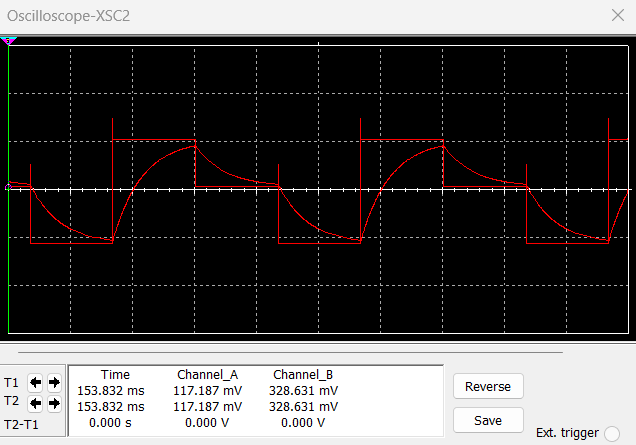 Oscilloscope-XSC2
Time Channel_A Channel_B
T1 153.832 ms 117.187 mV 328.631 mV
T2 153.832 ms 117.187 mV 328.631 mV
T2-T1 0.000 s 0.000 V 0.000 V
Reverse
Save
Ext. trigger